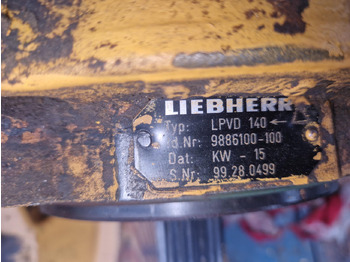 LIEBHERR
Typ: LPVD 140
Id.Nr: 9886100-100
Dat: KW - 15
S.Nr: 99.28.0499